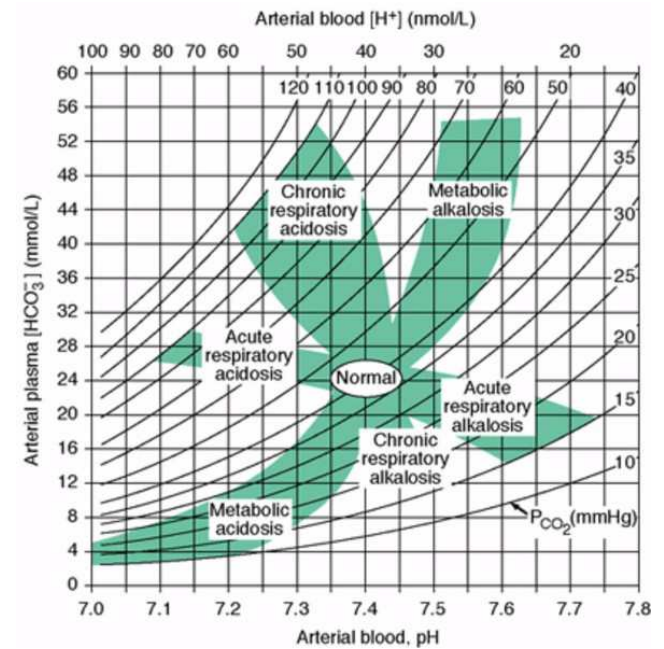 Arterial blood [H⁺] (nmol/L)
100 90 80 70 60 50 40 30 20
60
120 110 100 90 80 70 60 50 40
56
52
35
48
Chronic
respiratory
acidosis
Metabolic
alkalosis
44
30
40
36
25
32
28
20
Acute
respiratory
acidosis
24
Normal
Acute
respiratory
alkalosis
20
15
16
Chronic
respiratory
alkalosis
12
10
8
Metabolic
acidosis
P_CO₂(mmHg)
4
0
7.0 7.1 7.2 7.3 7.4 7.5 7.6 7.7 7.8
Arterial blood, pH
Arterial plasma [HCO₃⁻] (mmol/L)